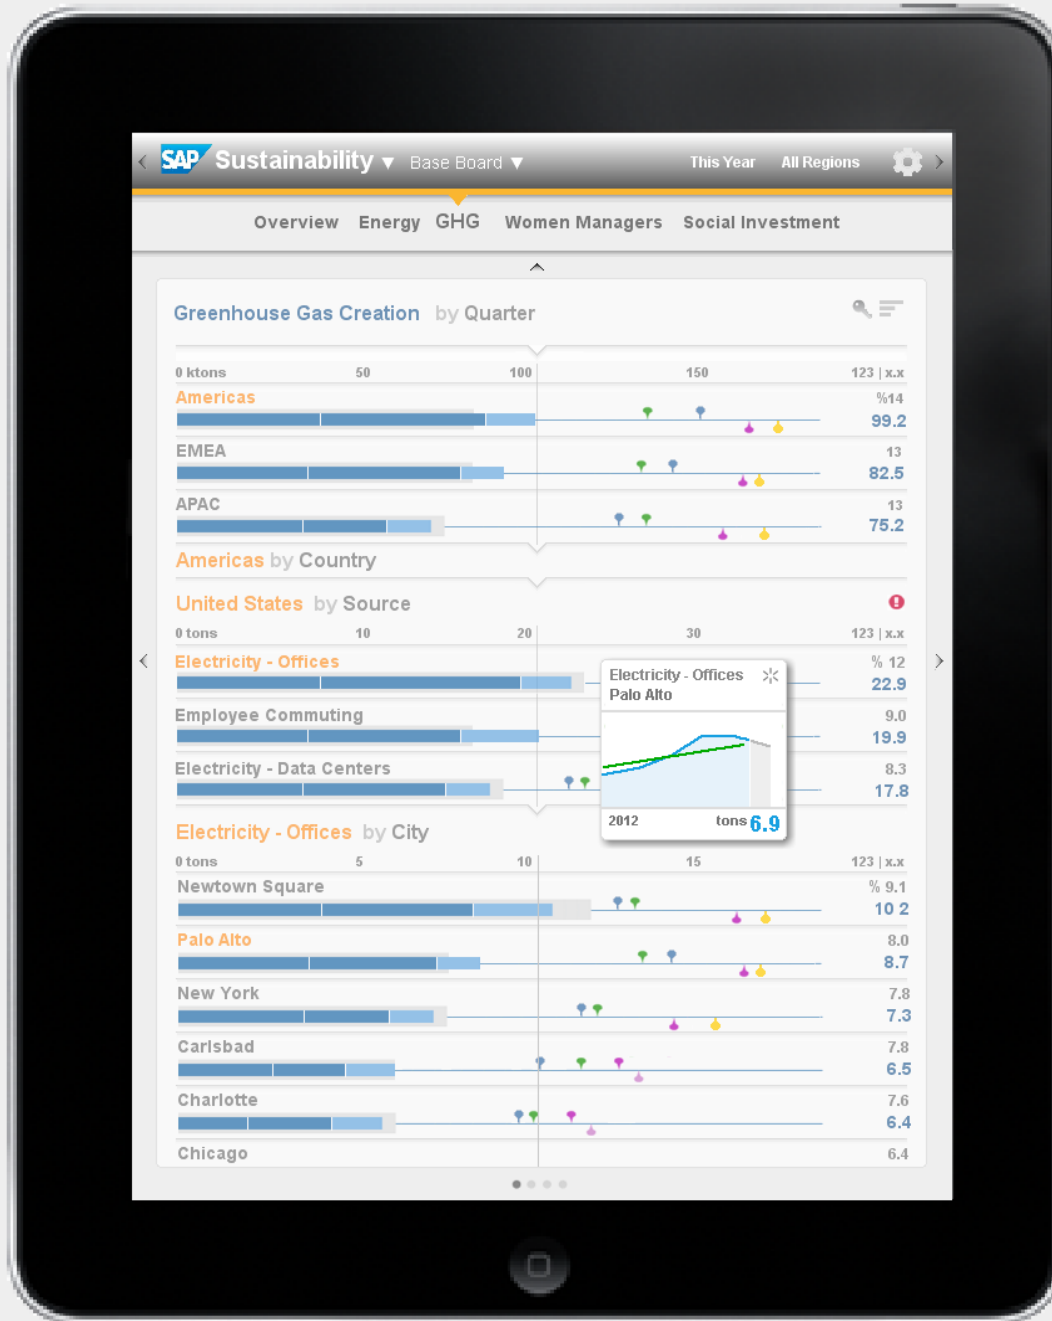 SAP Sustainability ▼ Base Board ▼ This Year All Regions
Overview Energy GHG Women Managers Social Investment
Greenhouse Gas Creation by Quarter
0 ktons 50 100 150 123 | x.x
Americas %14
99.2
EMEA 13
82.5
APAC 13
75.2
Americas by Country
United States by Source
0 tons 10 20 30 123 | x.x
Electricity - Offices % 12
22.9
Employee Commuting 9.0
19.9
Electricity - Data Centers 8.3
17.8
Electricity - Offices
Palo Alto
2012 tons 6.9
Electricity - Offices by City
0 tons 5 10 15 123 | x.x
Newtown Square % 9.1
10 2
Palo Alto 8.0
8.7
New York 7.8
7.3
Carlsbad 7.8
6.5
Charlotte 7.6
6.4
Chicago 6.4